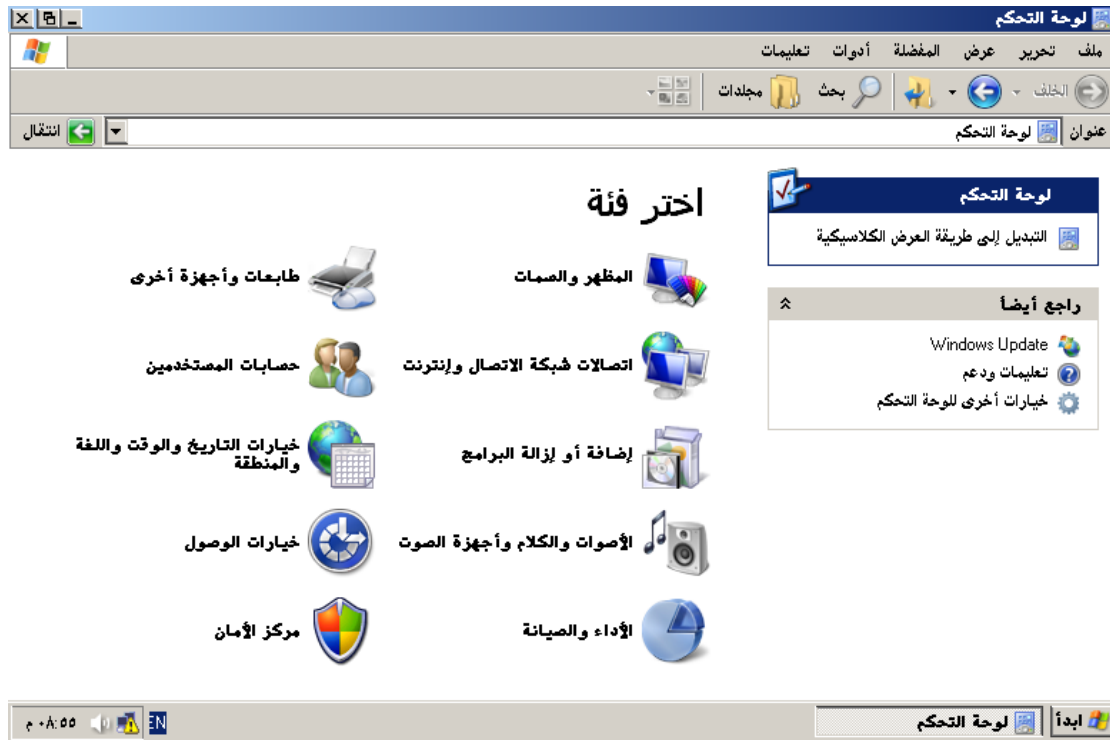 لوحة التحكم
ملف تحرير عرض المفضلة أدوات تعليمات
الخلف بحث مجلدات
عنوان لوحة التحكم انتقال
لوحة التحكم
التبديل إلى طريقة العرض الكلاسيكية
راجع أيضاً
Windows Update
تعليمات ودعم
خيارات أخرى للوحة التحكم
اختر فئة
المظهر والسمات
طابعات وأجهزة أخرى
اتصالات شبكة الاتصال وإنترنت
حسابات المستخدمين
إضافة أو إزالة البرامج
خيارات التاريخ والوقت واللغة
والمنطقة
الأصوات والكلام وأجهزة الصوت
خيارات الوصول
الأداء والصيانة
مركز الأمان
ابدأ لوحة التحكم EN ٠٨:٥٥ م